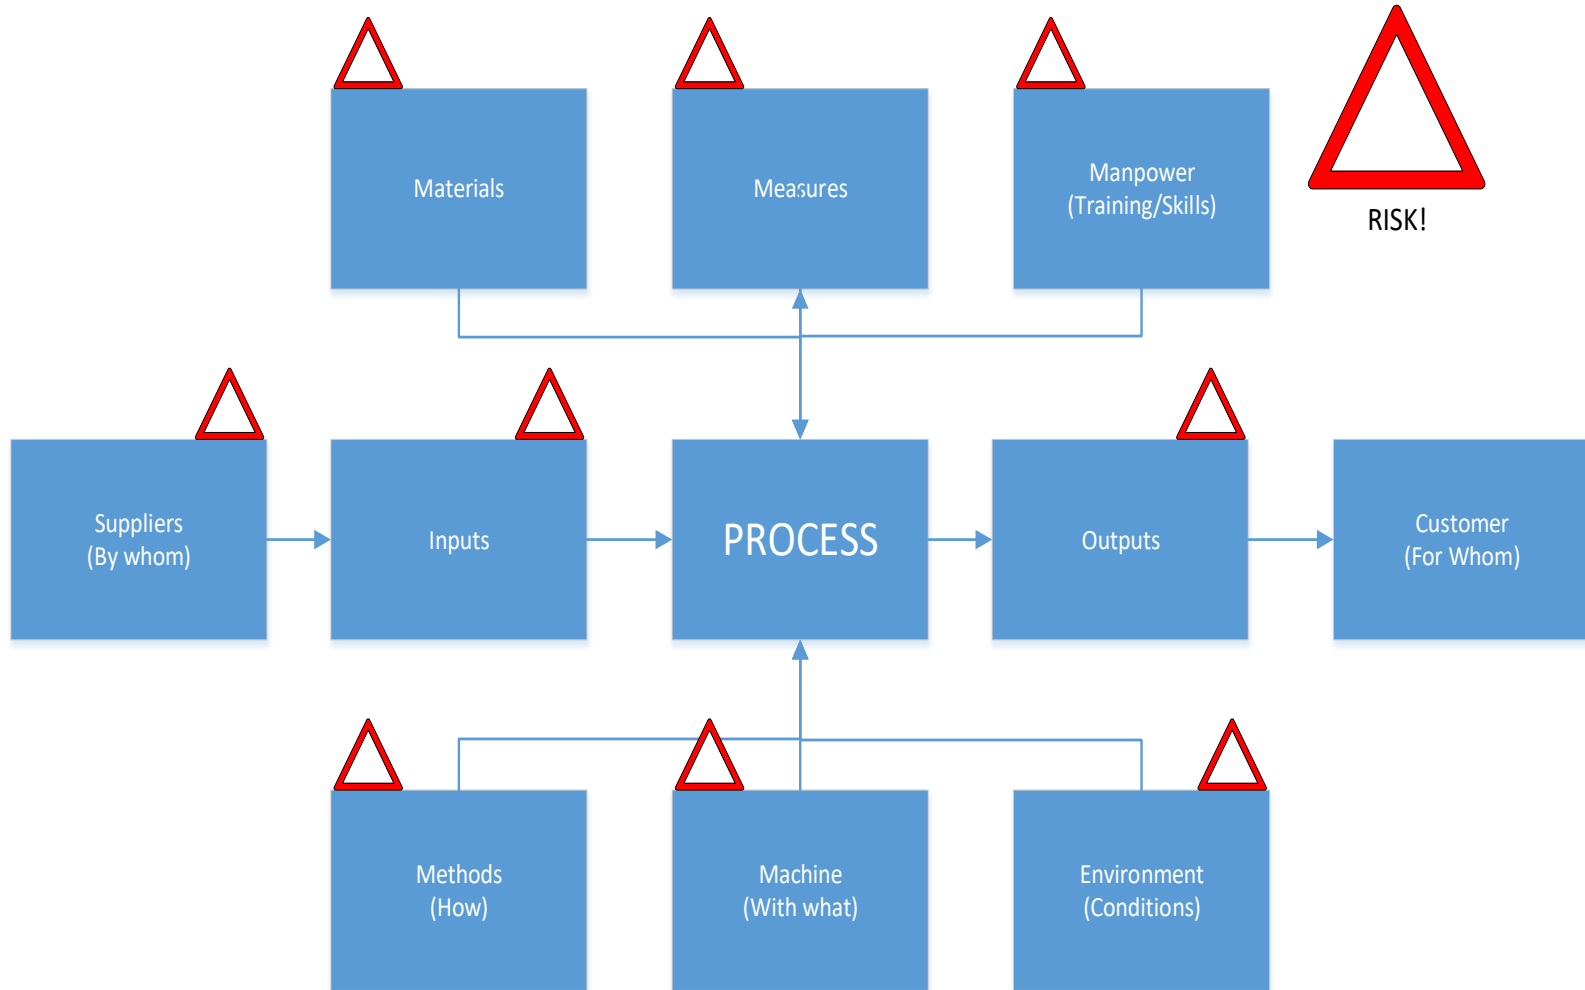 Materials
Measures
Manpower
(Training/Skills)
RISK!
Suppliers
(By whom)
Inputs
PROCESS
Outputs
Customer
(For Whom)
Methods
(How)
Machine
(With what)
Environment
(Conditions)